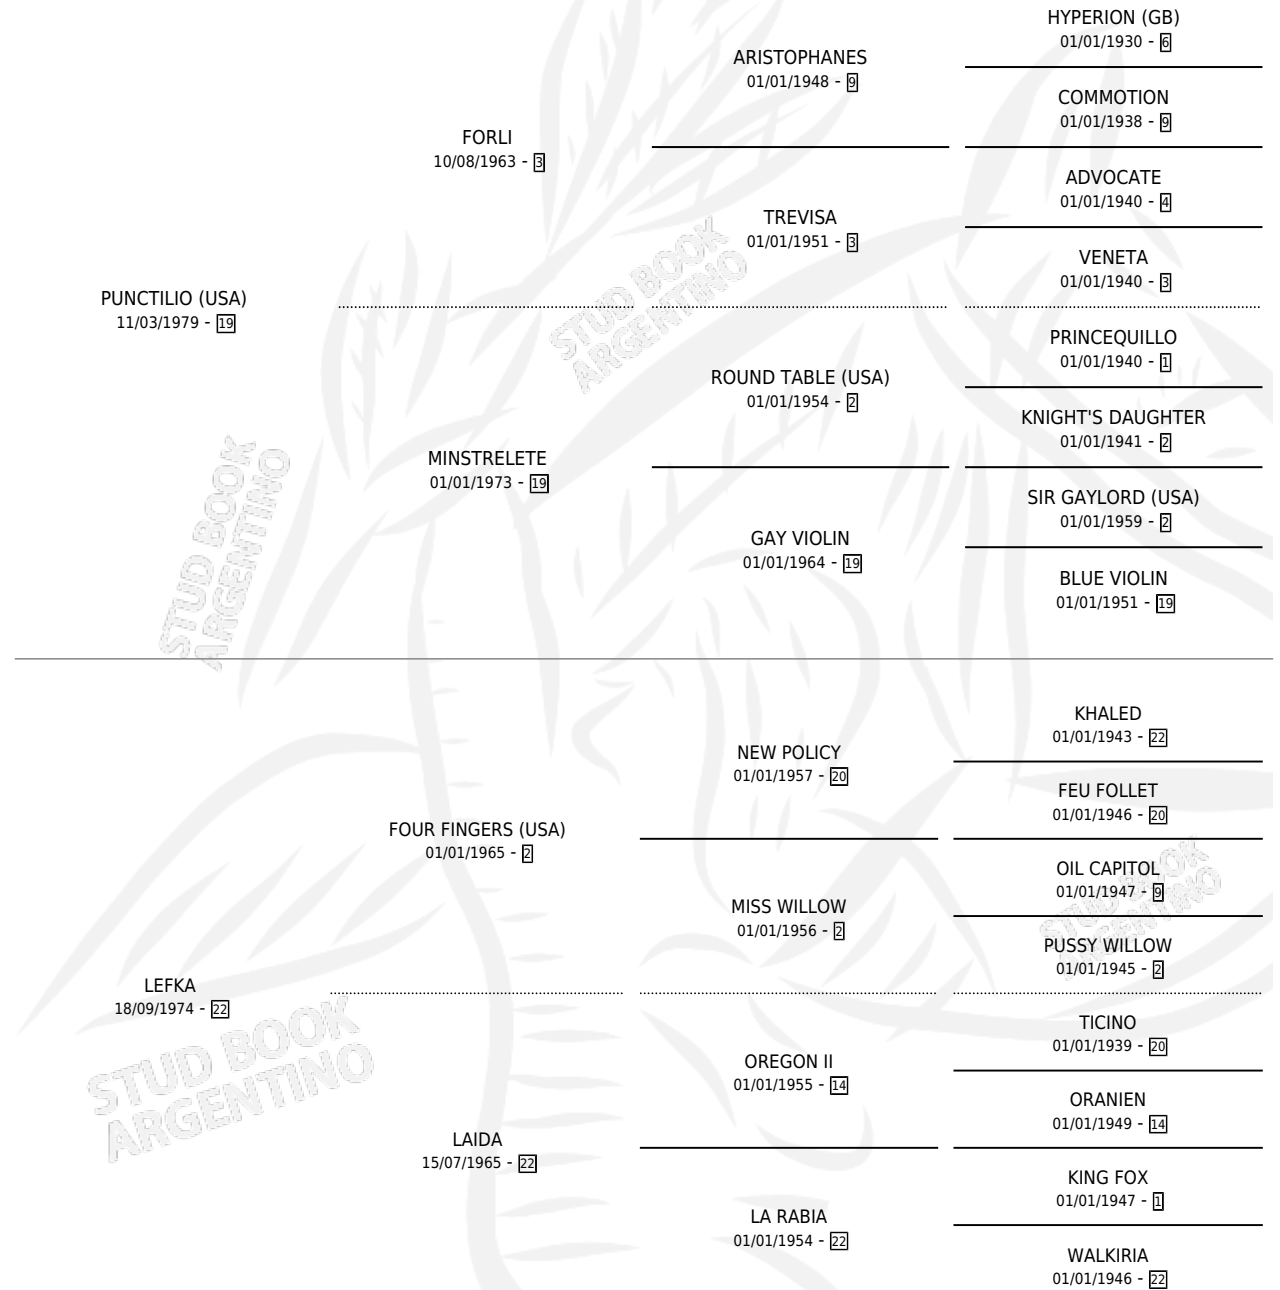 HYPERION (GB)
01/01/1930 - 6
ARISTOPHANES
01/01/1948 - 9
COMMOTION
01/01/1938 - 9
FORLI
10/08/1963 - 3
ADVOCATE
01/01/1940 - 4
TREVISA
01/01/1951 - 3
VENETA
01/01/1940 - 3
PUNCTILIO (USA)
11/03/1979 - 19
PRINCEQUILLO
01/01/1940 - 1
ROUND TABLE (USA)
01/01/1954 - 2
KNIGHT'S DAUGHTER
01/01/1941 - 2
MINSTRELETE
01/01/1973 - 19
SIR GAYLORD (USA)
01/01/1959 - 2
GAY VIOLIN
01/01/1964 - 19
BLUE VIOLIN
01/01/1951 - 19
STUD BOOK
ARGENTINO
STUD BOOK
ARGENTINO
KHALED
01/01/1943 - 22
NEW POLICY
01/01/1957 - 20
FEU FOLLET
01/01/1946 - 20
FOUR FINGERS (USA)
01/01/1965 - 2
OIL CAPITOL
01/01/1947 - 9
MISS WILLOW
01/01/1956 - 2
PUSSY WILLOW
01/01/1945 - 2
STUD BOOK
ARGENTINO
LEFKA
18/09/1974 - 22
TICINO
01/01/1939 - 20
OREGON II
01/01/1955 - 14
ORANIEN
01/01/1949 - 14
STUD BOOK
ARGENTINO
LAIDA
15/07/1965 - 22
KING FOX
01/01/1947 - 1
LA RABIA
01/01/1954 - 22
WALKIRIA
01/01/1946 - 22